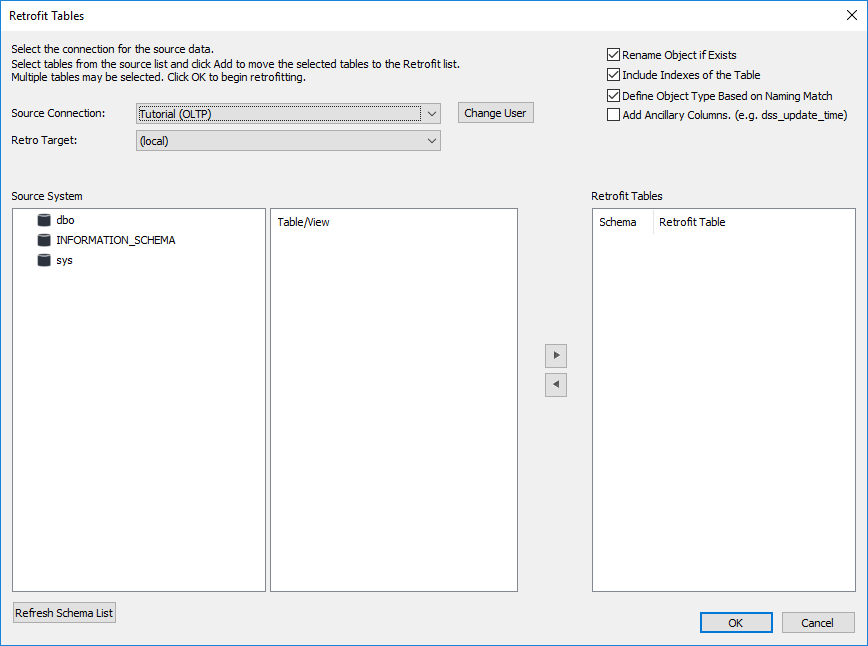 Retrofit Tables
Select the connection for the source data.
Select tables from the source list and click Add to move the selected tables to the Retrofit list.
Multiple tables may be selected. Click OK to begin retrofitting.
Rename Object if Exists
Include Indexes of the Table
Define Object Type Based on Naming Match
Add Ancillary Columns. (e.g. dss_update_time)
Source Connection:
Tutorial (OLTP)
Change User
Retro Target:
(local)
Source System
Retrofit Tables
dbo
INFORMATION_SCHEMA
sys
Table/View
Schema
Retrofit Table
Refresh Schema List
OK
Cancel